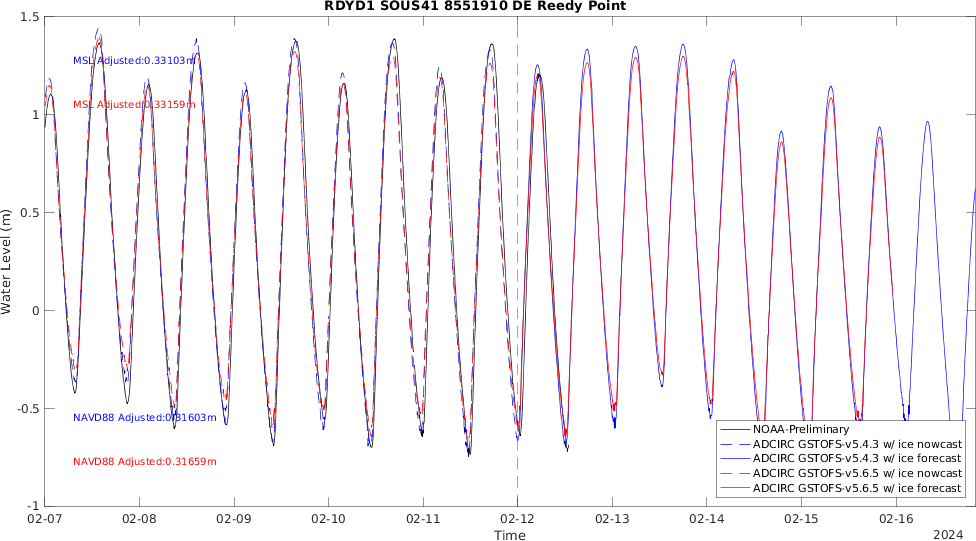 RDYD1 SOUS41 8551910 DE Reedy Point
1.5
1
0.5
0
-0.5
-1
Water Level (m)
MSL Adjusted:0.33103m
MSL Adjusted:0.33159m
NAVD88 Adjusted:0.31603m
NAVD88 Adjusted:0.31659m
NOAA-Preliminary
ADCIRC GSTOFS-v5.4.3 w/ ice nowcast
ADCIRC GSTOFS-v5.4.3 w/ ice forecast
ADCIRC GSTOFS-v5.6.5 w/ ice nowcast
ADCIRC GSTOFS-v5.6.5 w/ ice forecast
02-07 02-08 02-09 02-10 02-11 02-12 02-13 02-14 02-15 02-16
Time
2024